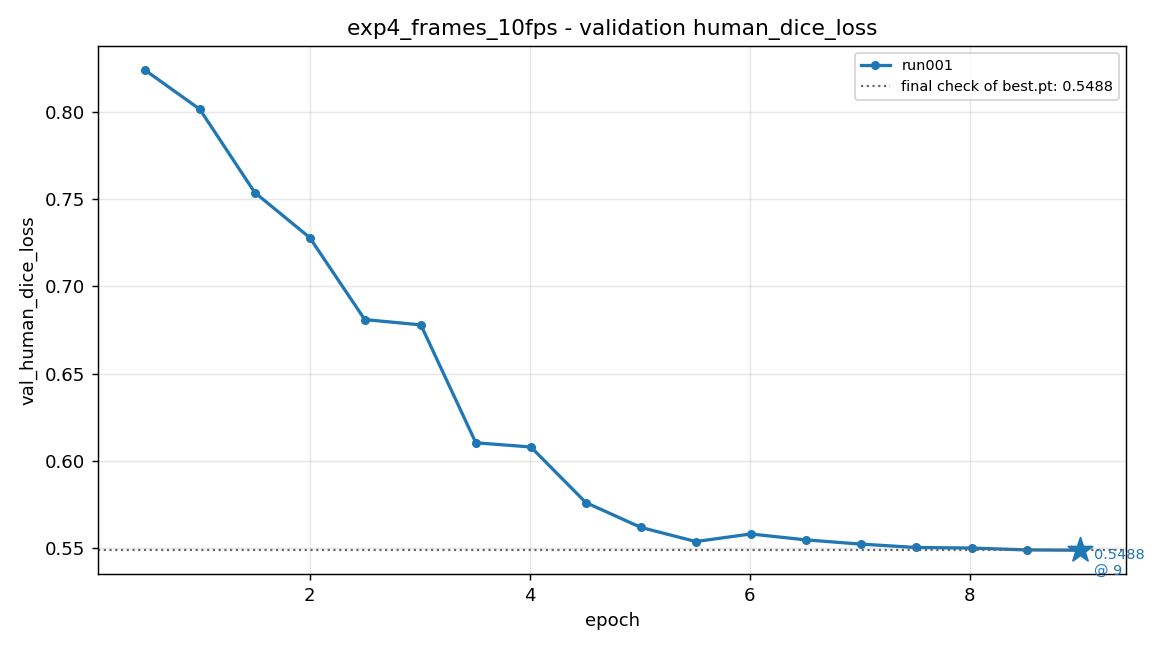 exp4_frames_10fps - validation human_dice_loss
run001
final check of best.pt: 0.5488
val_human_dice_loss
0.80
0.75
0.70
0.65
0.60
0.55
0.5488
@ 9
2
4
6
8
epoch